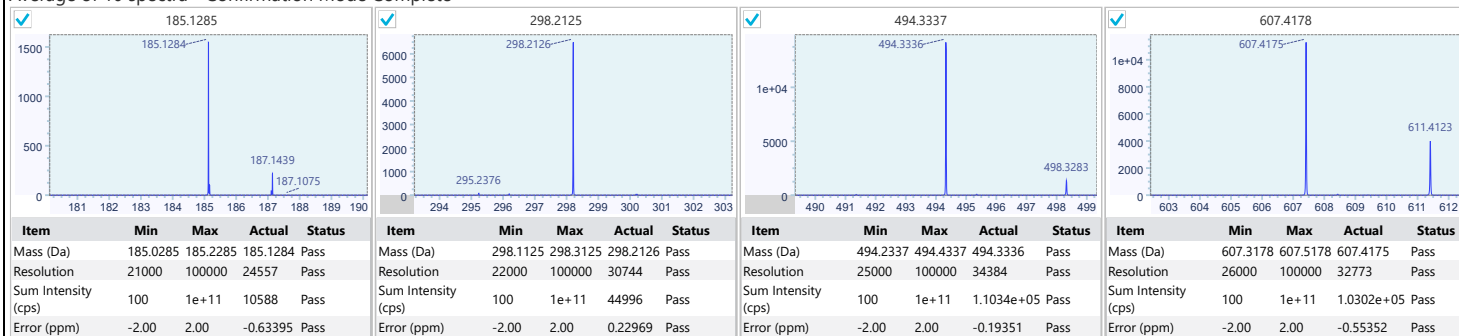 185.1285
1500
1000
500
0
185.1284
187.1439
187.1075
181 182 183 184 185 186 187 188 189 190
Item Min Max Actual Status
Mass (Da) 185.0285 185.2285 185.1284 Pass
Resolution 21000 100000 24557 Pass
Sum Intensity
(cps) 100 1e+11 10588 Pass
Error (ppm) -2.00 2.00 -0.63395 Pass
298.2125
6000
5000
4000
3000
2000
1000
0
298.2126
295.2376
294 295 296 297 298 299 300 301 302 303
Item Min Max Actual Status
Mass (Da) 298.1125 298.3125 298.2126 Pass
Resolution 22000 100000 30744 Pass
Sum Intensity
(cps) 100 1e+11 44996 Pass
Error (ppm) -2.00 2.00 0.22969 Pass
494.3337
1e+04
5000
0
494.3336
498.3283
490 491 492 493 494 495 496 497 498 499
Item Min Max Actual Status
Mass (Da) 494.2337 494.4337 494.3336 Pass
Resolution 25000 100000 34384 Pass
Sum Intensity
(cps) 100 1e+11 1.1034e+05 Pass
Error (ppm) -2.00 2.00 -0.19351 Pass
607.4178
1e+04
8000
6000
4000
2000
0
607.4175
611.4123
603 604 605 606 607 608 609 610 611 612
Item Min Max Actual Status
Mass (Da) 607.3178 607.5178 607.4175 Pass
Resolution 26000 100000 32773 Pass
Sum Intensity
(cps) 100 1e+11 1.0302e+05 Pass
Error (ppm) -2.00 2.00 -0.55352 Pass